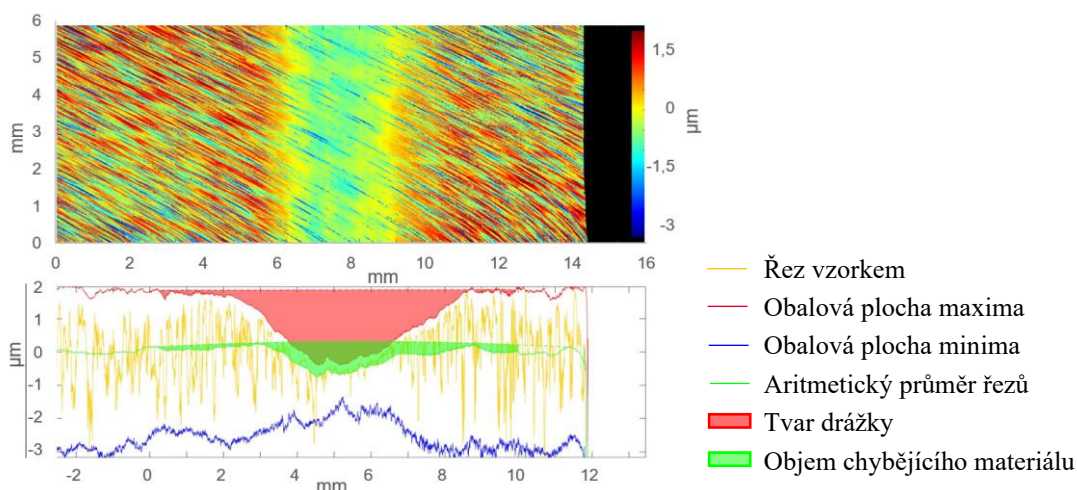 6
5
4
3
2
1
0
mm
0 2 4 6 8 10 12 14 16
mm
1,5
0
-1,5
-3
µm
2
1
0
-1
-2
-3
µm
-2 0 2 4 6 8 10 12
mm
Řez vzorkem
Obalová plocha maxima
Obalová plocha minima
Aritmetický průměr řezů
Tvar drážky
Objem chybějícího materiálu